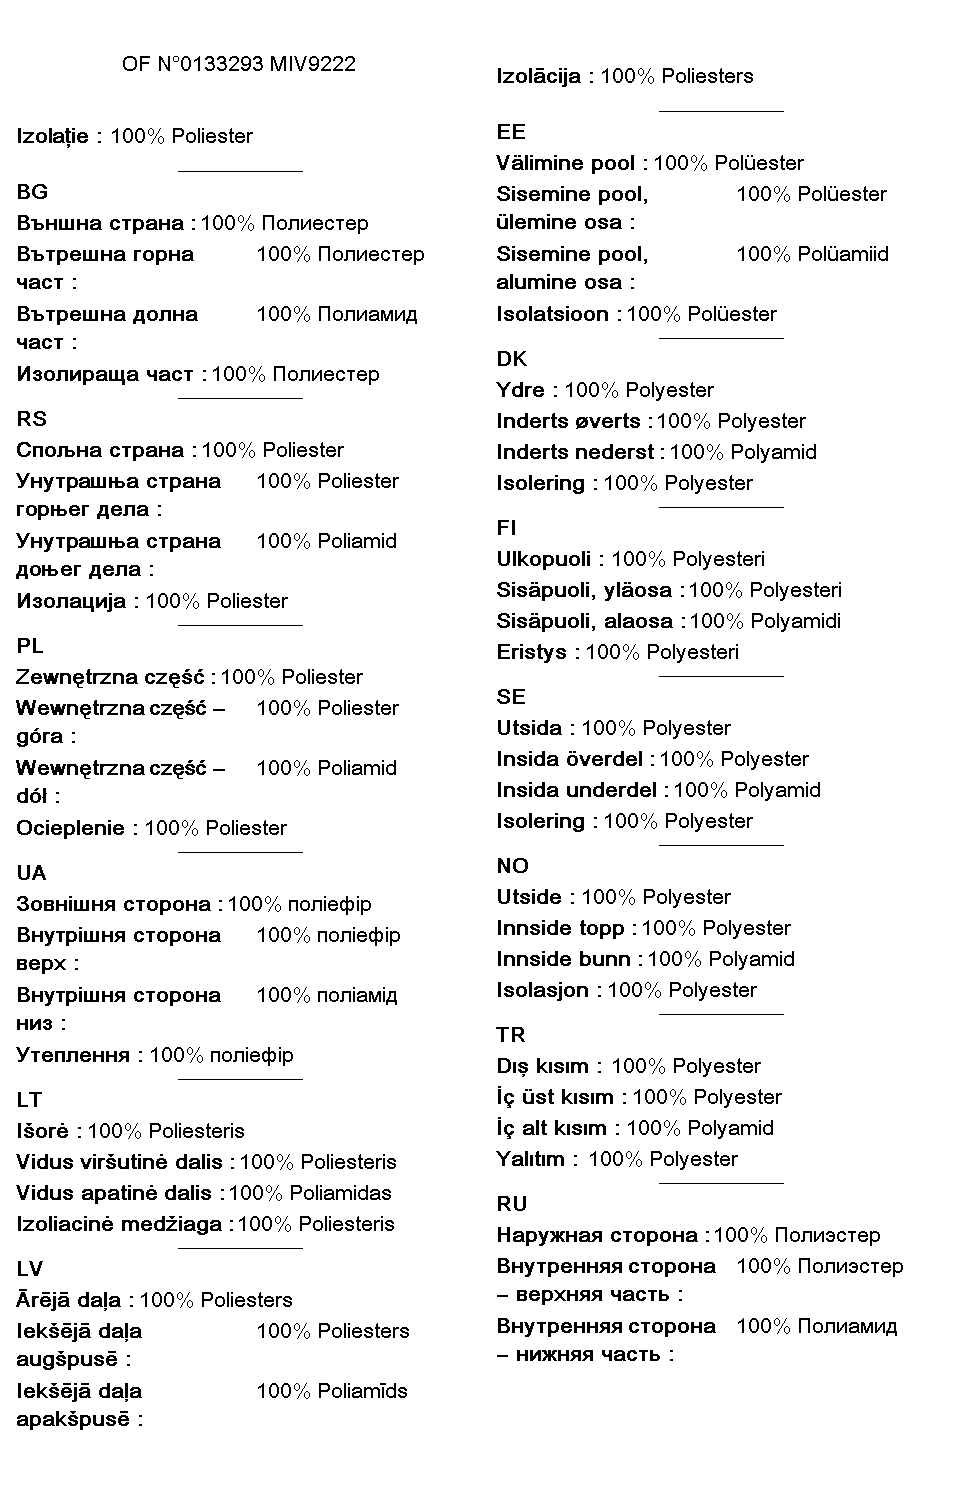 OF N°0133293 MIV9222
Izolație : 100% Poliester
BG
Външна страна : 100% Полиестер
Вътрешна горна 100% Полиестер
част :
Вътрешна долна 100% Полиамид
част :
Изолираща част : 100% Полиестер
RS
Спољна страна : 100% Poliester
Унутрашња страна 100% Poliester
горњег дела :
Унутрашња страна 100% Poliamid
доњег дела :
Изолација : 100% Poliester
PL
Zewnętrzna część : 100% Poliester
Wewnętrzna część – 100% Poliester
góra :
Wewnętrzna część – 100% Poliamid
dół :
Ocieplenie : 100% Poliester
UA
Зовнішня сторона : 100% поліефір
Внутрішня сторона 100% поліефір
верх :
Внутрішня сторона 100% поліамід
низ :
Утеплення : 100% поліефір
LT
Išorė : 100% Poliesteris
Vidus viršutinė dalis : 100% Poliesteris
Vidus apatinė dalis : 100% Poliamidas
Izoliacinė medžiaga : 100% Poliesteris
LV
Ārējā daļa : 100% Poliesters
Iekšējā daļa 100% Poliesters
augšpusē :
Iekšējā daļa 100% Poliamīds
apakšpusē :
Izolācija : 100% Poliesters
EE
Välimine pool : 100% Polüester
Sisemine pool, 100% Polüester
ülemine osa :
Sisemine pool, 100% Polüamiid
alumine osa :
Isolatsioon : 100% Polüester
DK
Ydre : 100% Polyester
Inderts øverts : 100% Polyester
Inderts nederst : 100% Polyamid
Isolering : 100% Polyester
FI
Ulkopuoli : 100% Polyesteri
Sisäpuoli, yläosa : 100% Polyesteri
Sisäpuoli, alaosa : 100% Polyamidi
Eristys : 100% Polyesteri
SE
Utsida : 100% Polyester
Insida överdel : 100% Polyester
Insida underdel : 100% Polyamid
Isolering : 100% Polyester
NO
Utside : 100% Polyester
Innside topp : 100% Polyester
Innside bunn : 100% Polyamid
Isolasjon : 100% Polyester
TR
Dış kısım : 100% Polyester
İç üst kısım : 100% Polyester
İç alt kısım : 100% Polyamid
Yalıtım : 100% Polyester
RU
Наружная сторона : 100% Полиэстер
Внутренняя сторона 100% Полиэстер
– верхняя часть :
Внутренняя сторона 100% Полиамид
– нижняя часть :